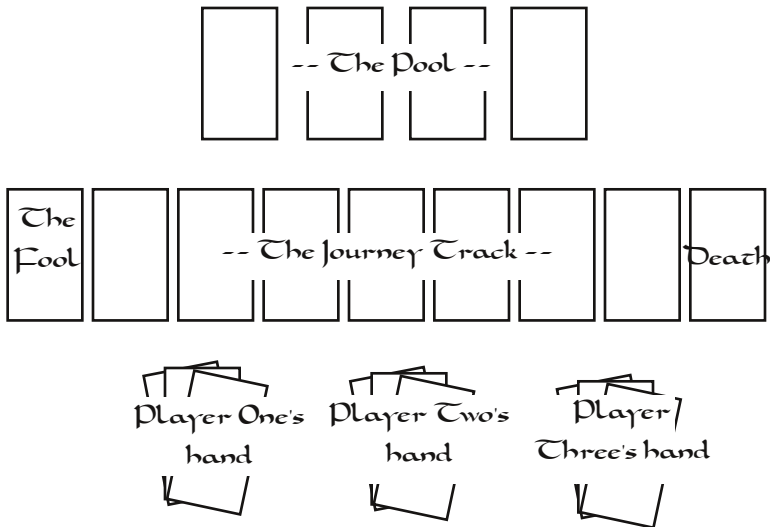 -- The Pool --
The
Fool
-- The Journey Track --
Death
Player One's
hand
Player Two's
hand
Player
Three's hand